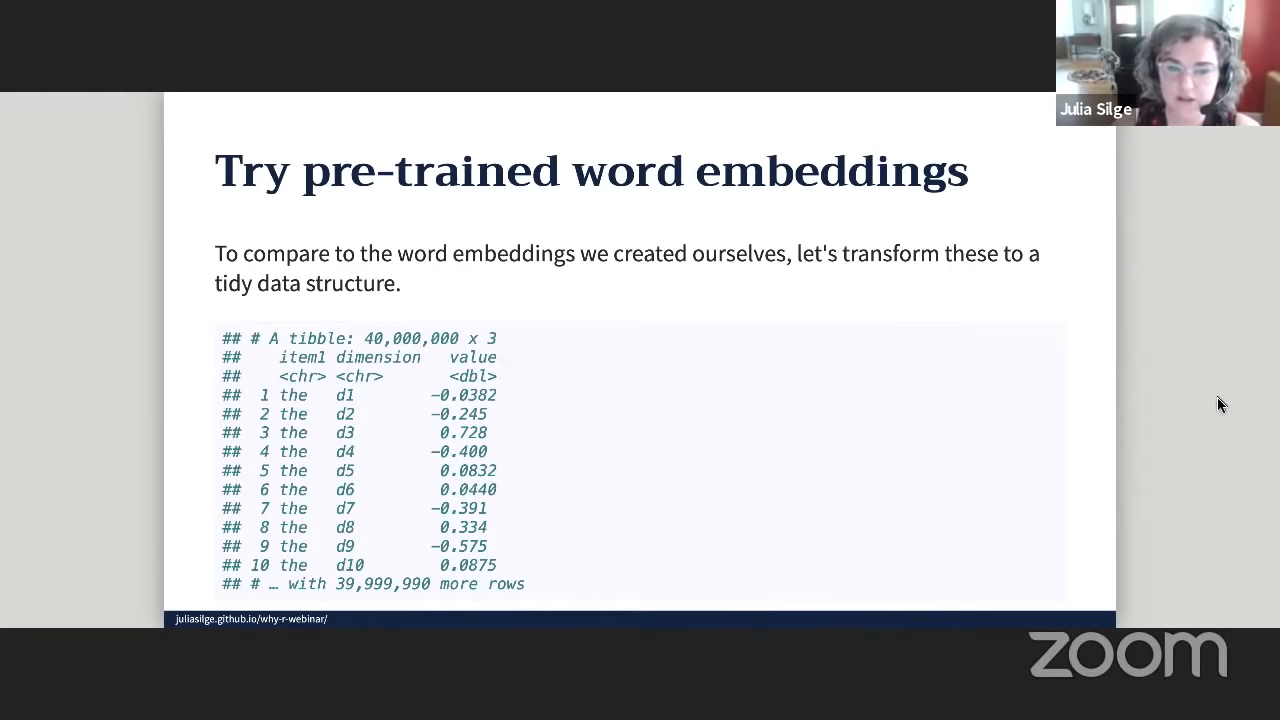 Julia Silge
Try pre-trained word embeddings
To compare to the word embeddings we created ourselves, let's transform these to a
tidy data structure.
## # A tibble: 40,000,000 x 3
##    item1 dimension   value
##    <chr> <chr>       <dbl>
##  1 the   d1        -0.0382
##  2 the   d2        -0.245
##  3 the   d3         0.728
##  4 the   d4        -0.400
##  5 the   d5         0.0832
##  6 the   d6         0.0440
##  7 the   d7        -0.391
##  8 the   d8         0.334
##  9 the   d9        -0.575
## 10 the   d10        0.0875
## # … with 39,999,990 more rows
juliasilge.github.io/why-r-webinar/
zoom